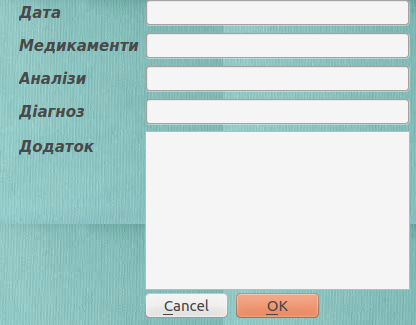 Дата
Медикаменти
Аналізи
Діагноз
Додаток
Cancel OK